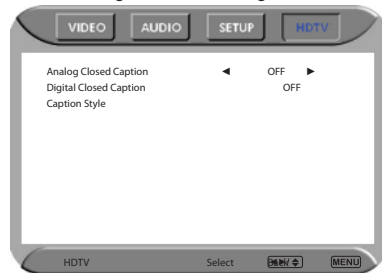 VIDEO AUDIO SETUP HDTV
Analog Closed Caption ◄ OFF ►
Digital Closed Caption OFF
Caption Style
HDTV Select MENU